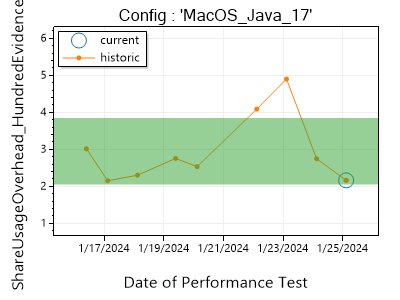 Config : 'MacOS_Java_17'
current
historic
ShareUsageOverhead_HundredEvidence
6
5
4
3
2
1
1/17/2024
1/19/2024
1/21/2024
1/23/2024
1/25/2024
Date of Performance Test